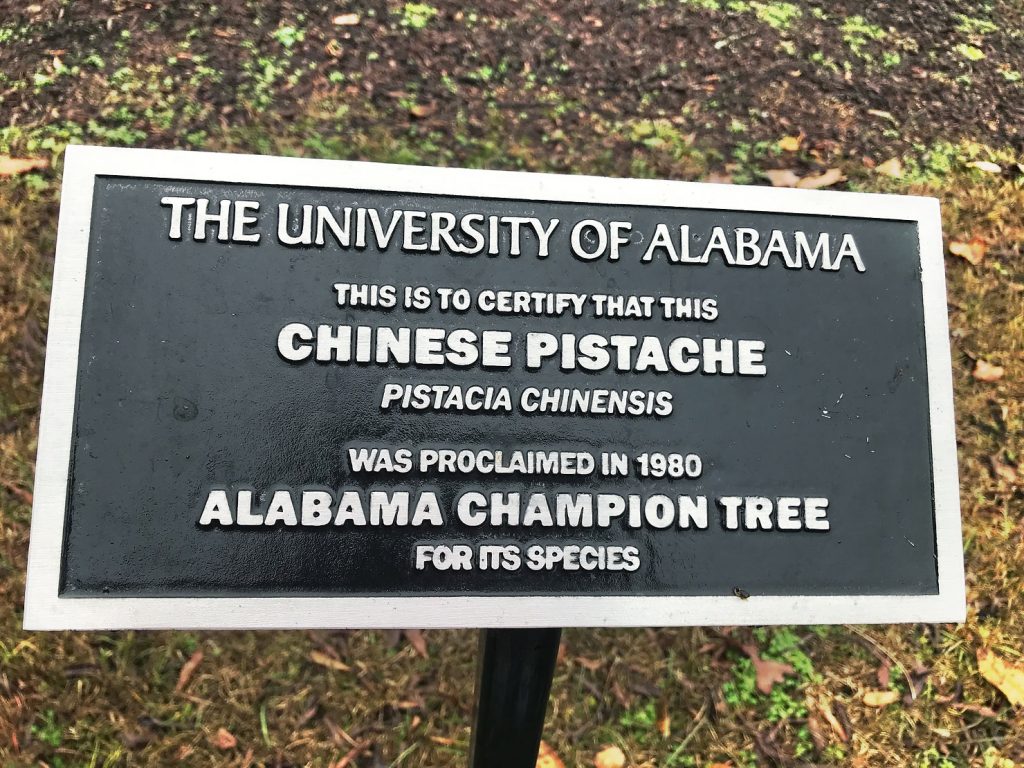 THE UNIVERSITY OF ALABAMA
THIS IS TO CERTIFY THAT THIS
CHINESE PISTACHE
PISTACIA CHINENSIS
WAS PROCLAIMED IN 1980
ALABAMA CHAMPION TREE
FOR ITS SPECIES